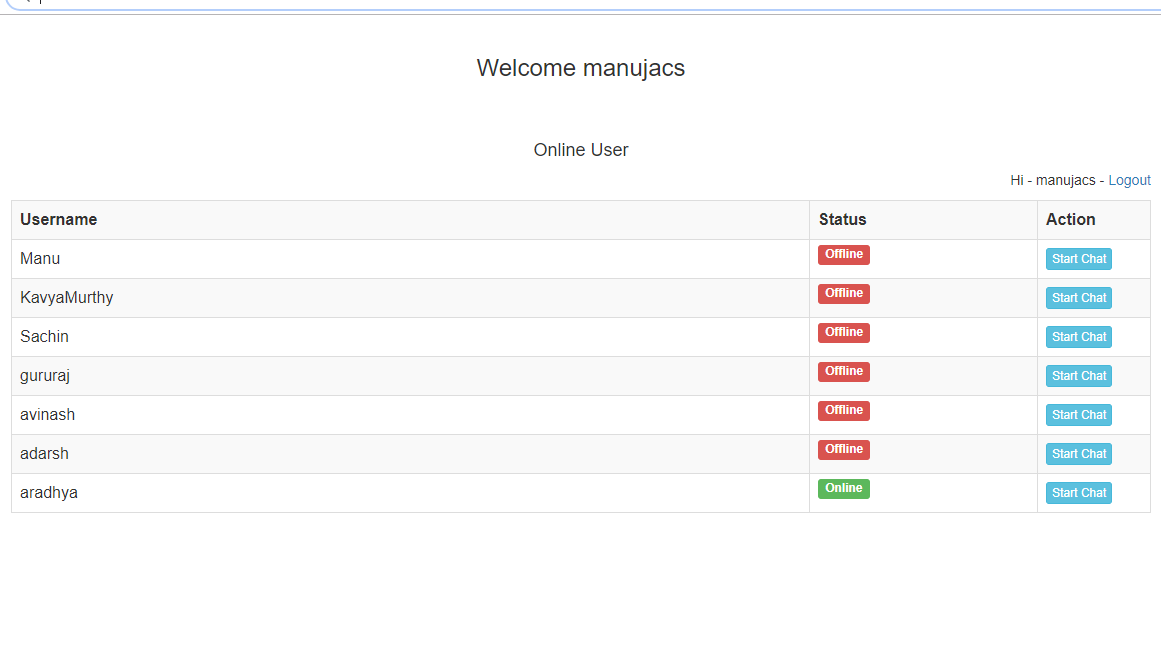 Welcome manujacs
Online User
Hi - manujacs - Logout
Username Status Action
Manu Offline Start Chat
KavyaMurthy Offline Start Chat
Sachin Offline Start Chat
gururaj Offline Start Chat
avinash Offline Start Chat
adarsh Offline Start Chat
aradhya Online Start Chat